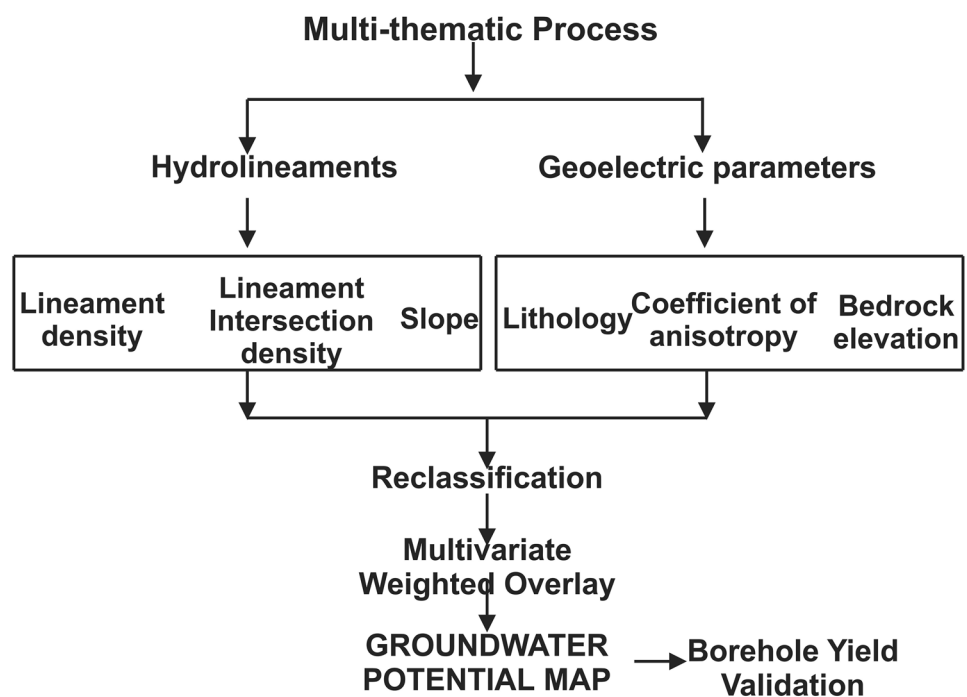 Multi-thematic Process
Hydrolineaments
Geoelectric parameters
Lineament
density
Lineament
Intersection
density
Slope
Lithology
Coefficient of
anisotropy
Bedrock
elevation
Reclassification
Multivariate
Weighted Overlay
GROUNDWATER
POTENTIAL MAP
Borehole Yield
Validation